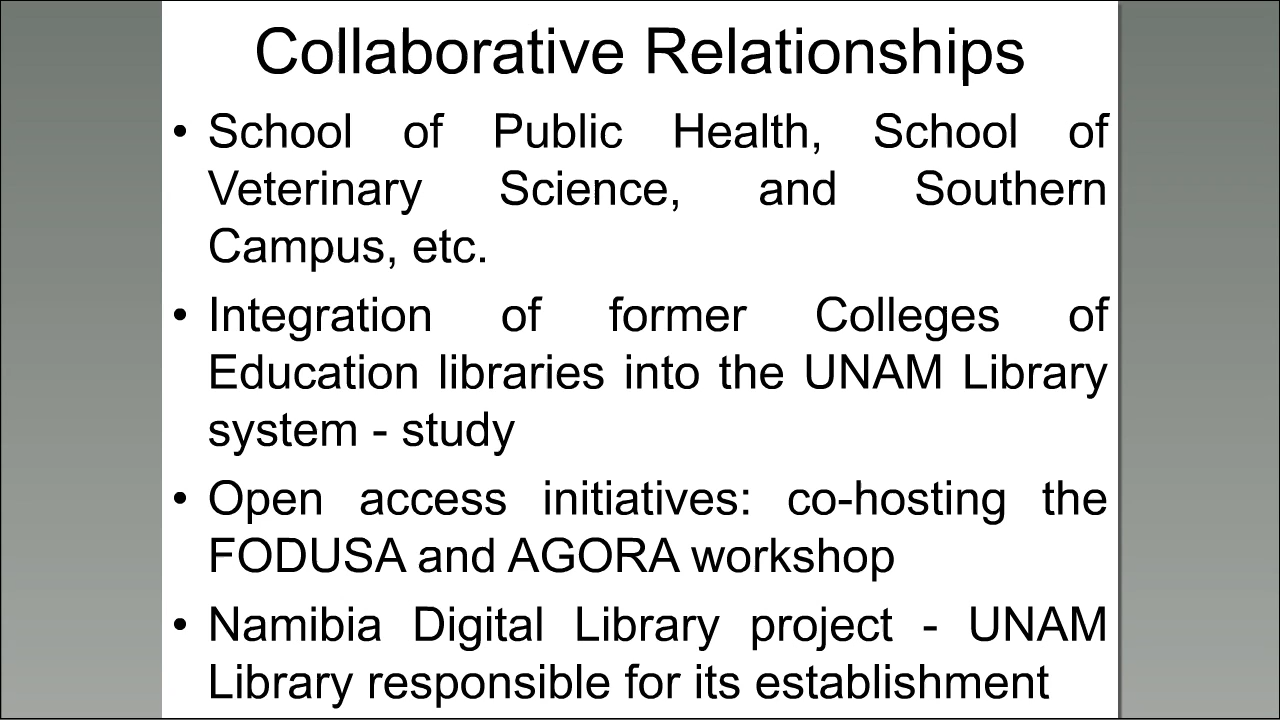 Collaborative Relationships
• School of Public Health, School of
Veterinary Science, and Southern
Campus, etc.
• Integration of former Colleges of
Education libraries into the UNAM Library
system - study
• Open access initiatives: co-hosting the
FODUSA and AGORA workshop
• Namibia Digital Library project - UNAM
Library responsible for its establishment